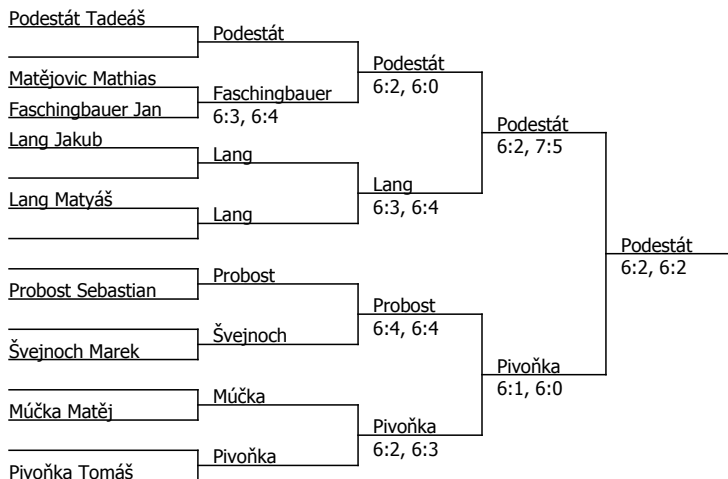 Podestát Tadeáš
Matějovic Mathias
Faschingbauer Jan
Lang Jakub
Lang Matyáš
Probost Sebastian
Švejnoch Marek
Múčka Matěj
Pivoňka Tomáš
Podestát
Faschingbauer
6:3, 6:4
Lang
Lang
Probost
Švejnoch
Múčka
Pivoňka
Podestát
6:2, 6:0
Lang
6:3, 6:4
Probost
6:4, 6:4
Pivoňka
6:2, 6:3
Podestát
6:2, 7:5
Pivoňka
6:1, 6:0
Podestát
6:2, 6:2